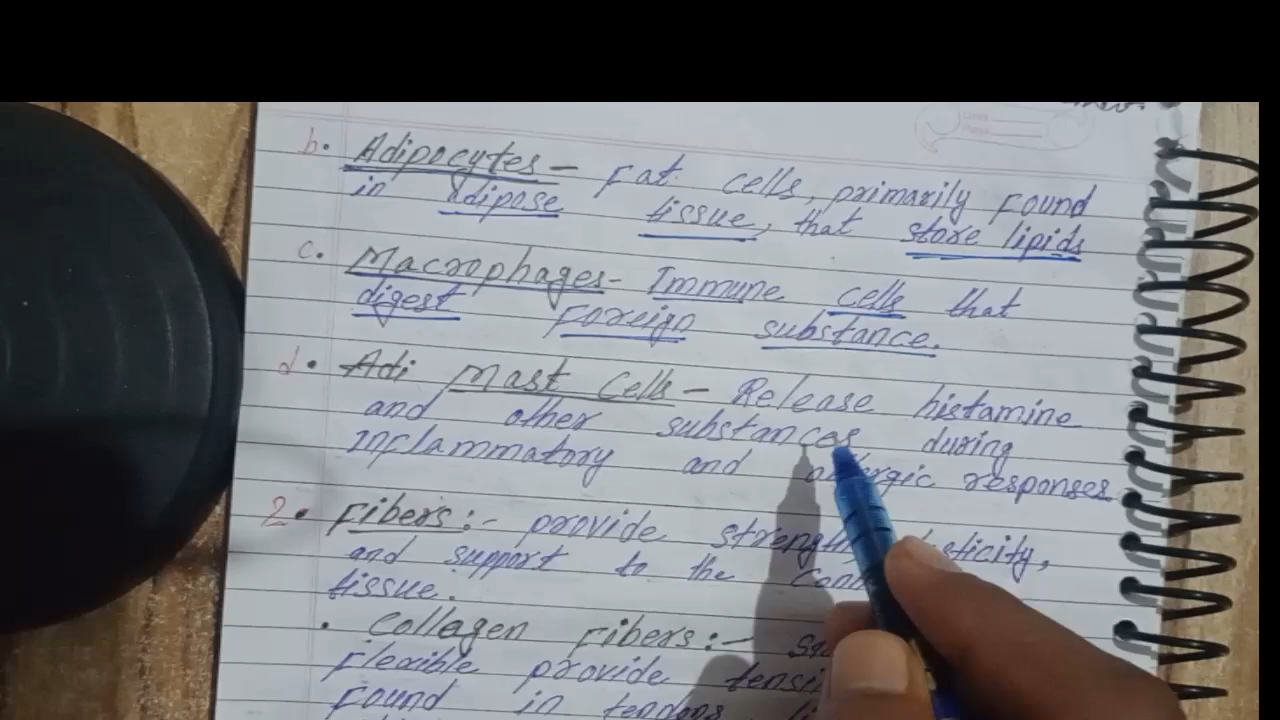 b. Adipocytes - Fat cells, primarily found
in Adipose tissue, that store lipids
c. Macrophages - Immune cells that
digest Foreign substance.
d. Adi Mast Cells - Release histamine
and other substances during
Inflammatory and allergic responses
2. Fibers :- provide strength, elasticity,
and support to the
tissue.
. Collagen Fibers :-
Flexible provide
Found in tendons